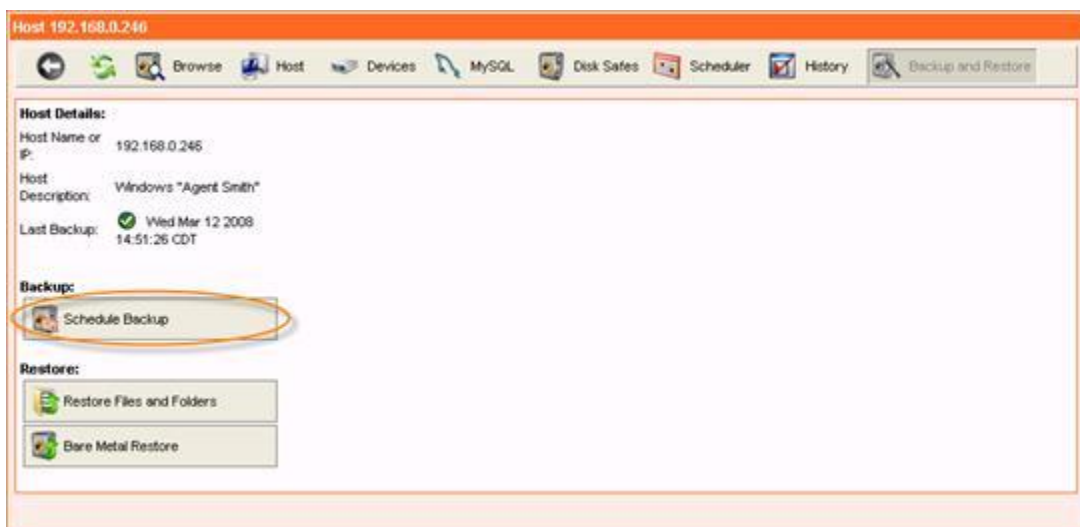 Host 192.168.0.246
Browse Host Devices MySQL Disk Safes Scheduler History Backup and Restore
Host Details:
Host Name or
IP: 192.168.0.246
Host
Description: Windows "Agent Smith"
Last Backup: Wed Mar 12 2008
14:51:26 CDT
Backup:
Schedule Backup
Restore:
Restore Files and Folders
Bare Metal Restore